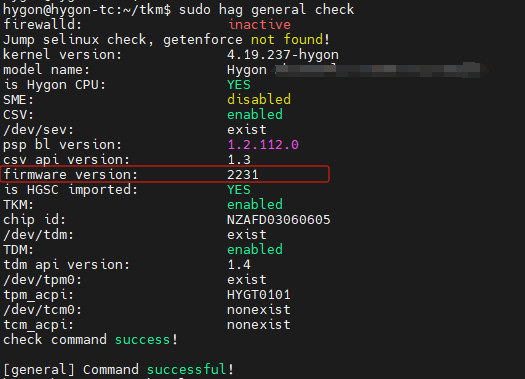 hygon@hygon-tc:~/tkm$ sudo hag general check
firewalld: inactive
Jump selinux check, getenforce not found!
kernel version: 4.19.237-hygon
model name: Hygon
is Hygon CPU: YES
SME: disabled
CSV: enabled
/dev/sev: exist
psp bl version: 1.2.112.0
csv api version: 1.3
firmware version: 2231
is HGSC imported: YES
TKM: enabled
chip id: NZAFD03060605
/dev/tdm: exist
TDM: enabled
tdm api version: 1.4
/dev/tpm0: exist
tpm_acpi: HYGT0101
/dev/tcm0: nonexist
tcm_acpi: nonexist
check command success!
[general] Command successful!